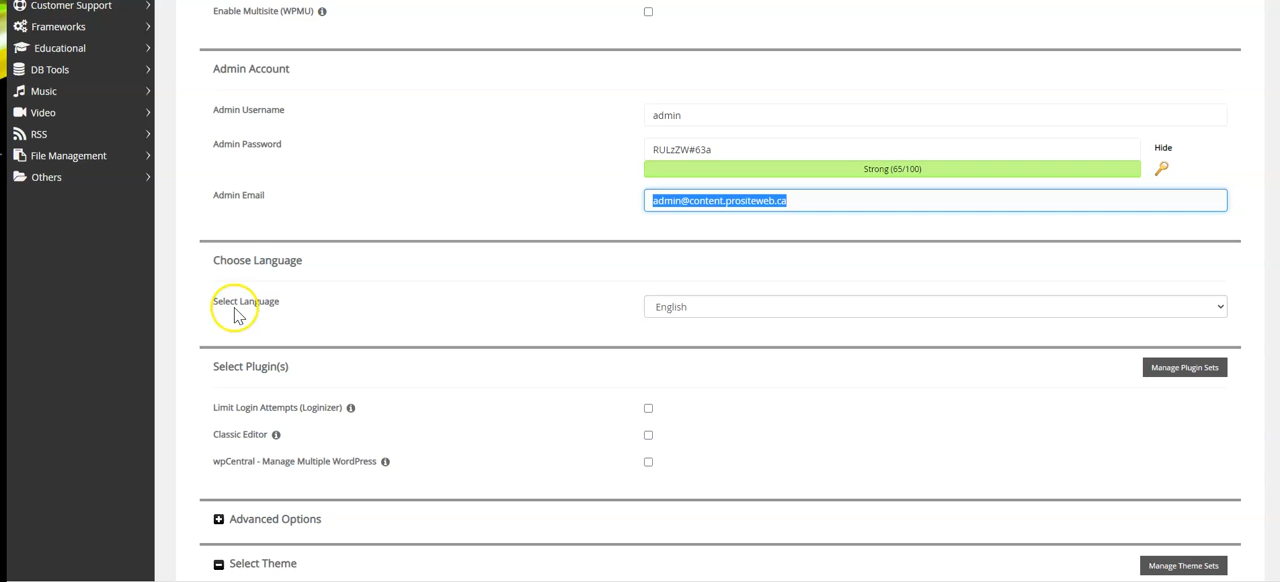 Customer Support
Frameworks
Educational
DB Tools
Music
Video
RSS
File Management
Others
Enable Multisite (WPMU)
Admin Account
Admin Username
admin
Admin Password
RULzZW#63a
Hide
Strong (65/100)
Admin Email
admin@content.prositeweb.ca
Choose Language
Select Language
English
Select Plugin(s)
Manage Plugin Sets
Limit Login Attempts (Loginizer)
Classic Editor
wpCentral - Manage Multiple WordPress
Advanced Options
Select Theme
Manage Theme Sets